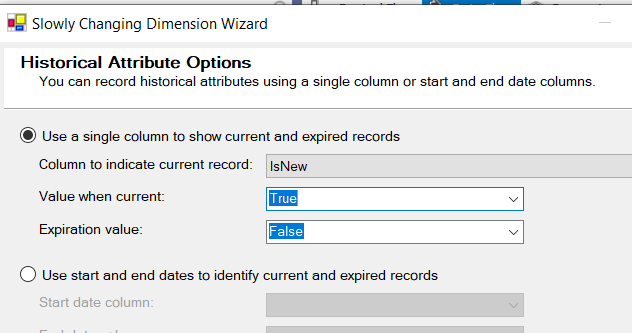 Slowly Changing Dimension Wizard
Historical Attribute Options
You can record historical attributes using a single column or start and end date columns.
Use a single column to show current and expired records
Column to indicate current record: IsNew
Value when current: True
Expiration value: False
Use start and end dates to identify current and expired records
Start date column: